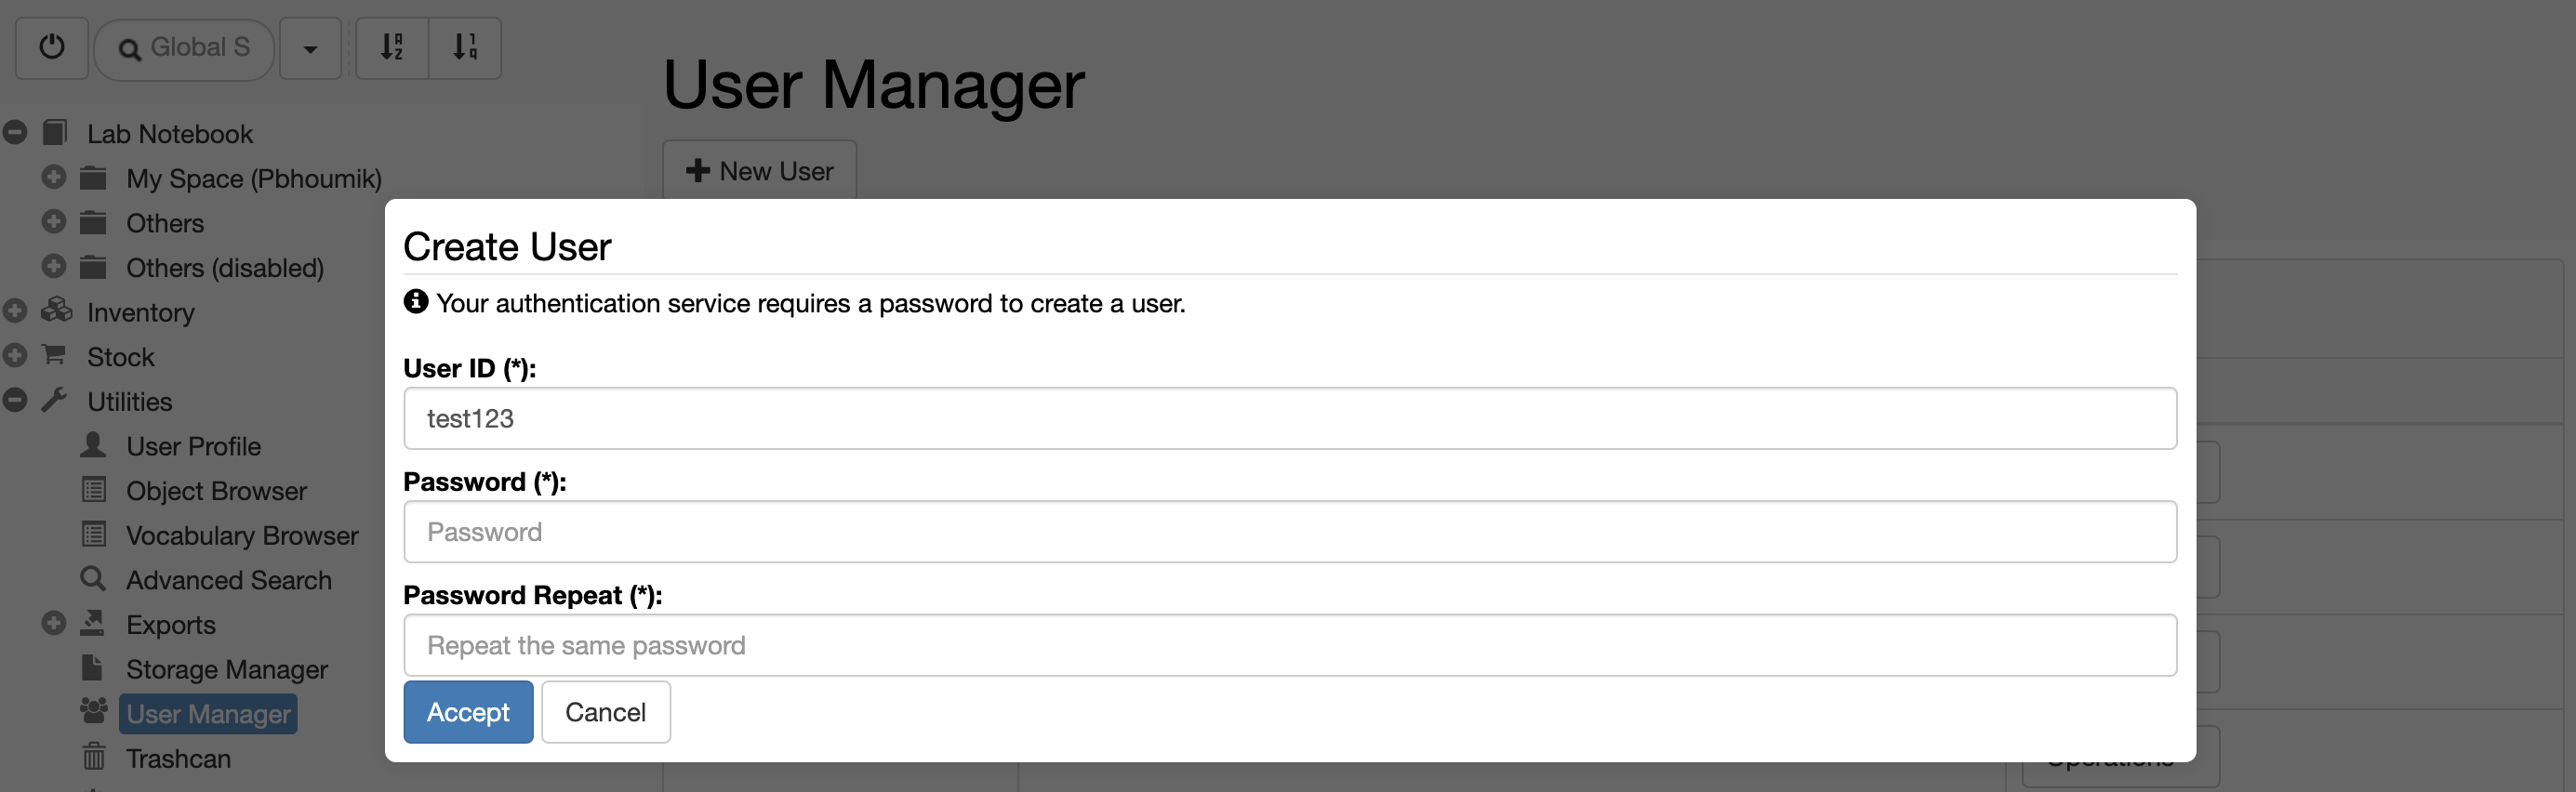 Global S
User Manager
New User
Lab Notebook
My Space (Pbhoumik)
Others
Others (disabled)
Inventory
Stock
Utilities
User Profile
Object Browser
Vocabulary Browser
Advanced Search
Exports
Storage Manager
User Manager
Trashcan
Create User
Your authentication service requires a password to create a user.
User ID (*):
test123
Password (*):
Password
Password Repeat (*):
Repeat the same password
Accept Cancel
Operations